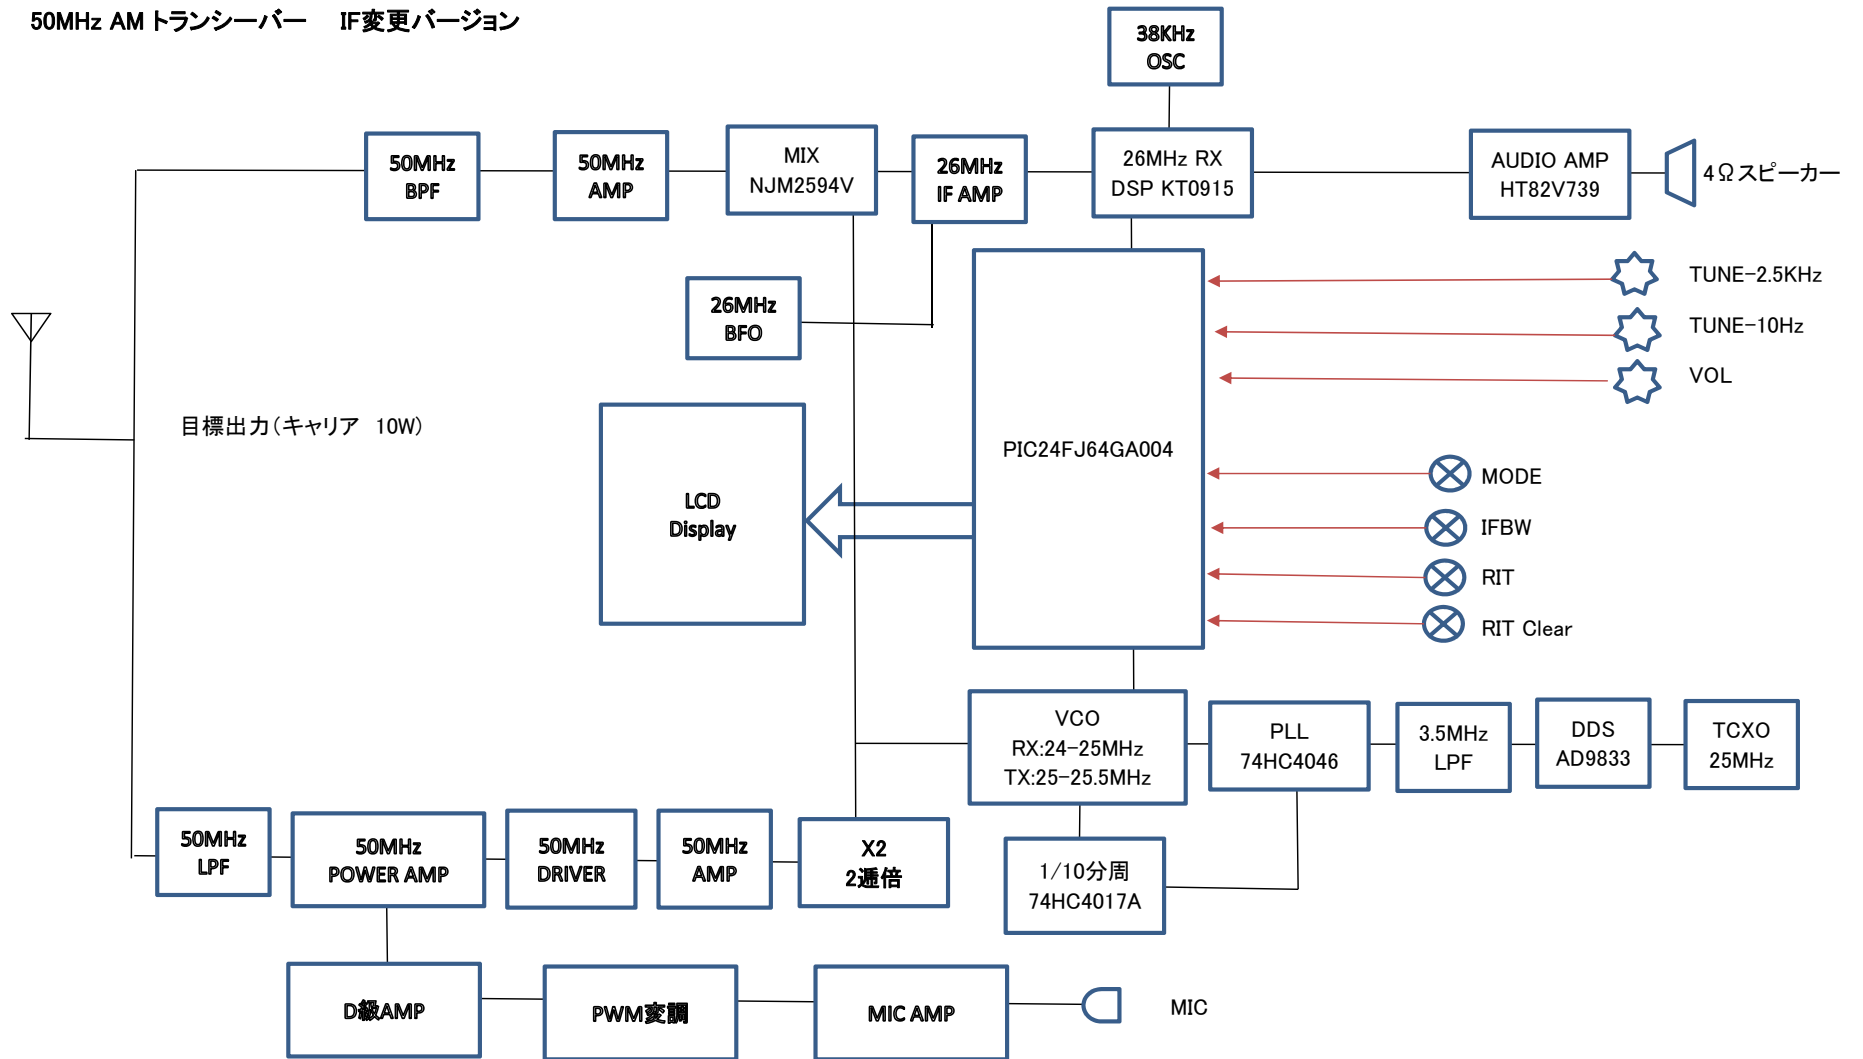 50MHz AM トランシーバー IF変更バージョン
38KHz
OSC
50MHz
BPF
50MHz
AMP
MIX
NJM2594V
26MHz
IF AMP
26MHz RX
DSP KT0915
AUDIO AMP
HT82V739
4Ωスピーカー
26MHz
BFO
TUNE-2.5KHz
TUNE-10Hz
VOL
目標出力(キャリア 10W)
LCD
Display
PIC24FJ64GA004
MODE
IFBW
RIT
RIT Clear
VCO
RX:24-25MHz
TX:25-25.5MHz
PLL
74HC4046
3.5MHz
LPF
DDS
AD9833
TCXO
25MHz
50MHz
LPF
50MHz
POWER AMP
50MHz
DRIVER
50MHz
AMP
X2
2逓倍
1/10分周
74HC4017A
D級AMP
PWM変調
MIC AMP
MIC